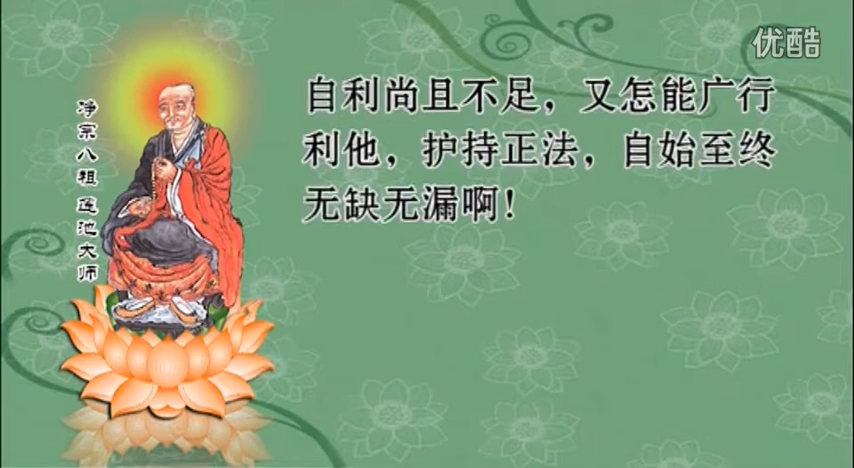 优酷
自利尚且不足，又怎能广行
利他，护持正法，自始至终
无缺无漏啊！
净宗八祖莲池大师